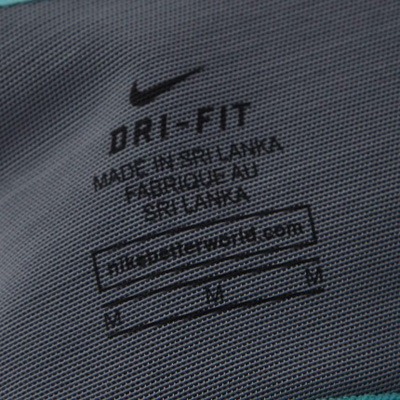 DRI-FIT
MADE IN SRI LANKA
FABRIQUE AU
SRI LANKA
nikebetterworld.com
M M M